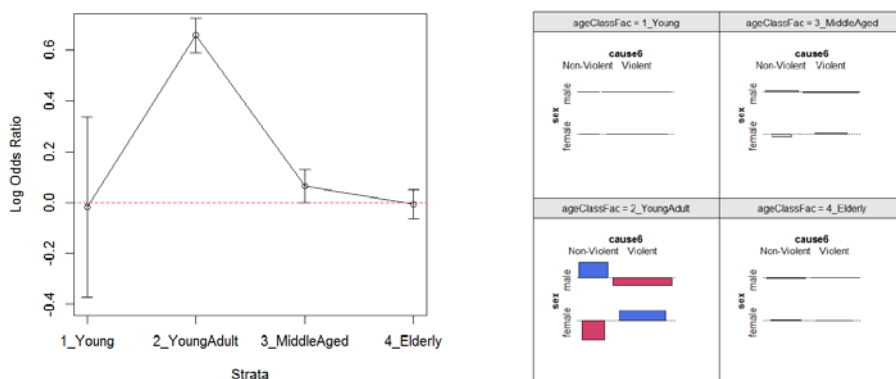 Log Odds Ratio
0.6
0.4
0.2
0.0
-0.2
-0.4
1_Young 2_YoungAdult 3_MiddleAged 4_Elderly
Strata
ageClassFac = 1_Young
cause6
Non-Violent Violent
sex
male
female
ageClassFac = 3_MiddleAged
cause6
Non-Violent Violent
sex
male
female
ageClassFac = 2_YoungAdult
cause6
Non-Violent Violent
sex
male
female
ageClassFac = 4_Elderly
cause6
Non-Violent Violent
sex
male
female